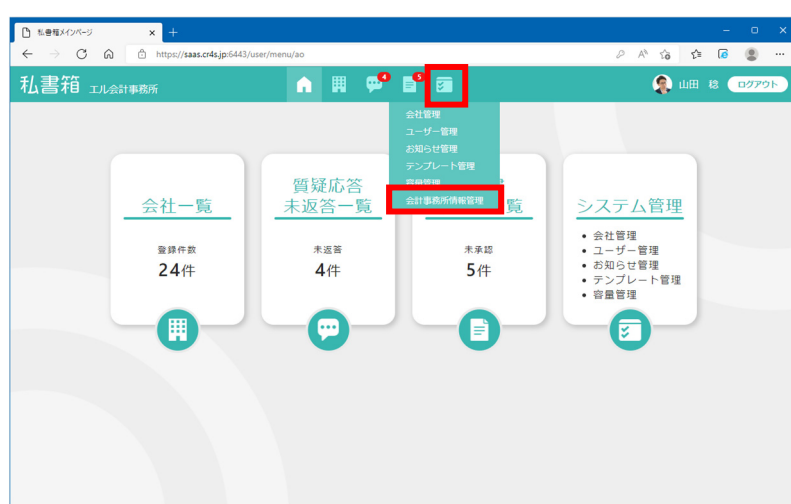 私書箱メインページ
https://saas.cr4s.jp:6443/user/menu/ao
私書箱 エル会計事務所
4
5
山田 稔
ログアウト
会社管理
ユーザー管理
お知らせ管理
テンプレート管理
容量管理
会計事務所情報管理
会社一覧
登録件数
24件
質疑応答
未返答一覧
未返答
4件
覧
未承認
5件
システム管理
• 会社管理
• ユーザー管理
• お知らせ管理
• テンプレート管理
• 容量管理